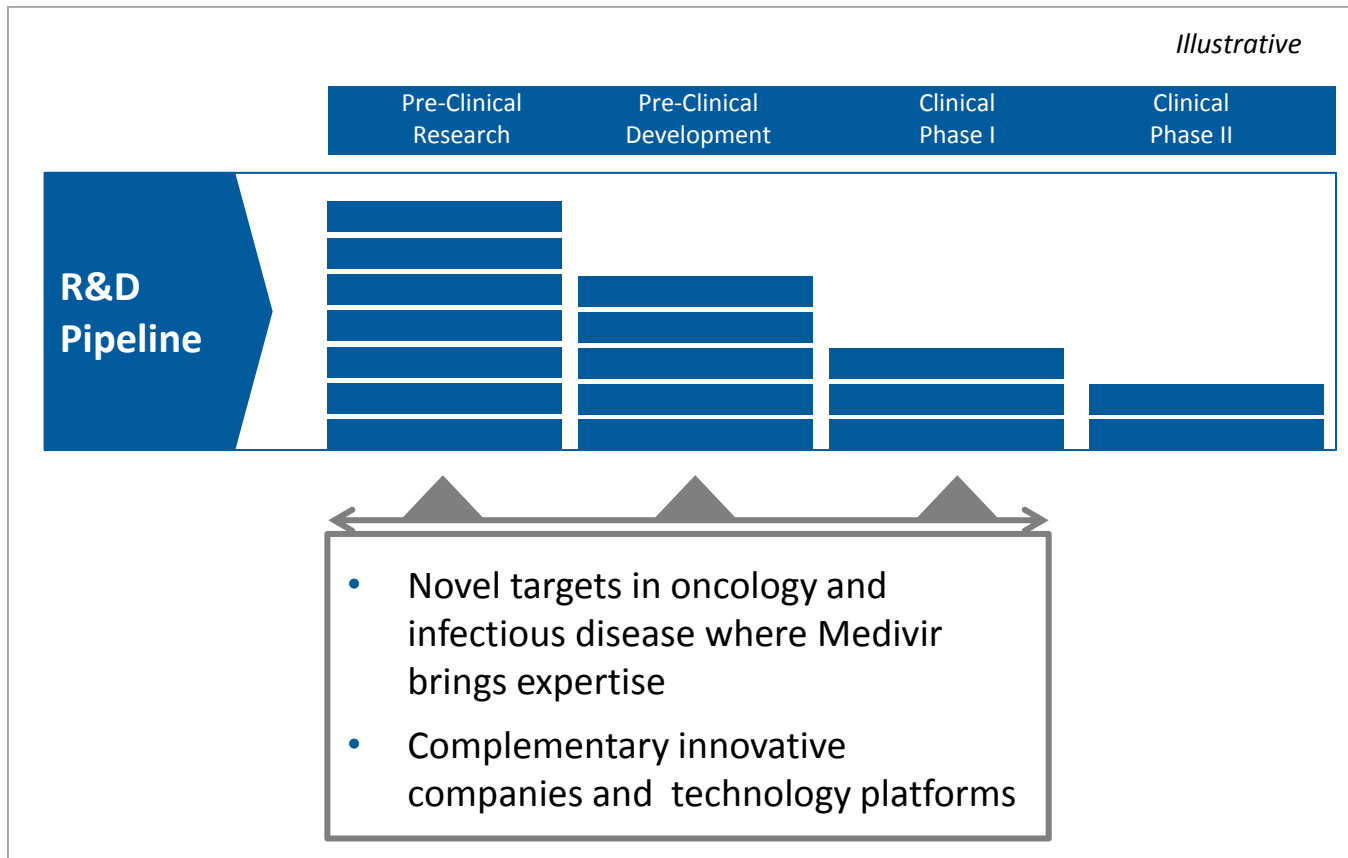 Illustrative
Pre-Clinical
Research
Pre-Clinical
Development
Clinical
Phase I
Clinical
Phase II
R&D
Pipeline
• Novel targets in oncology and
infectious disease where Medivir
brings expertise
• Complementary innovative
companies and  technology platforms